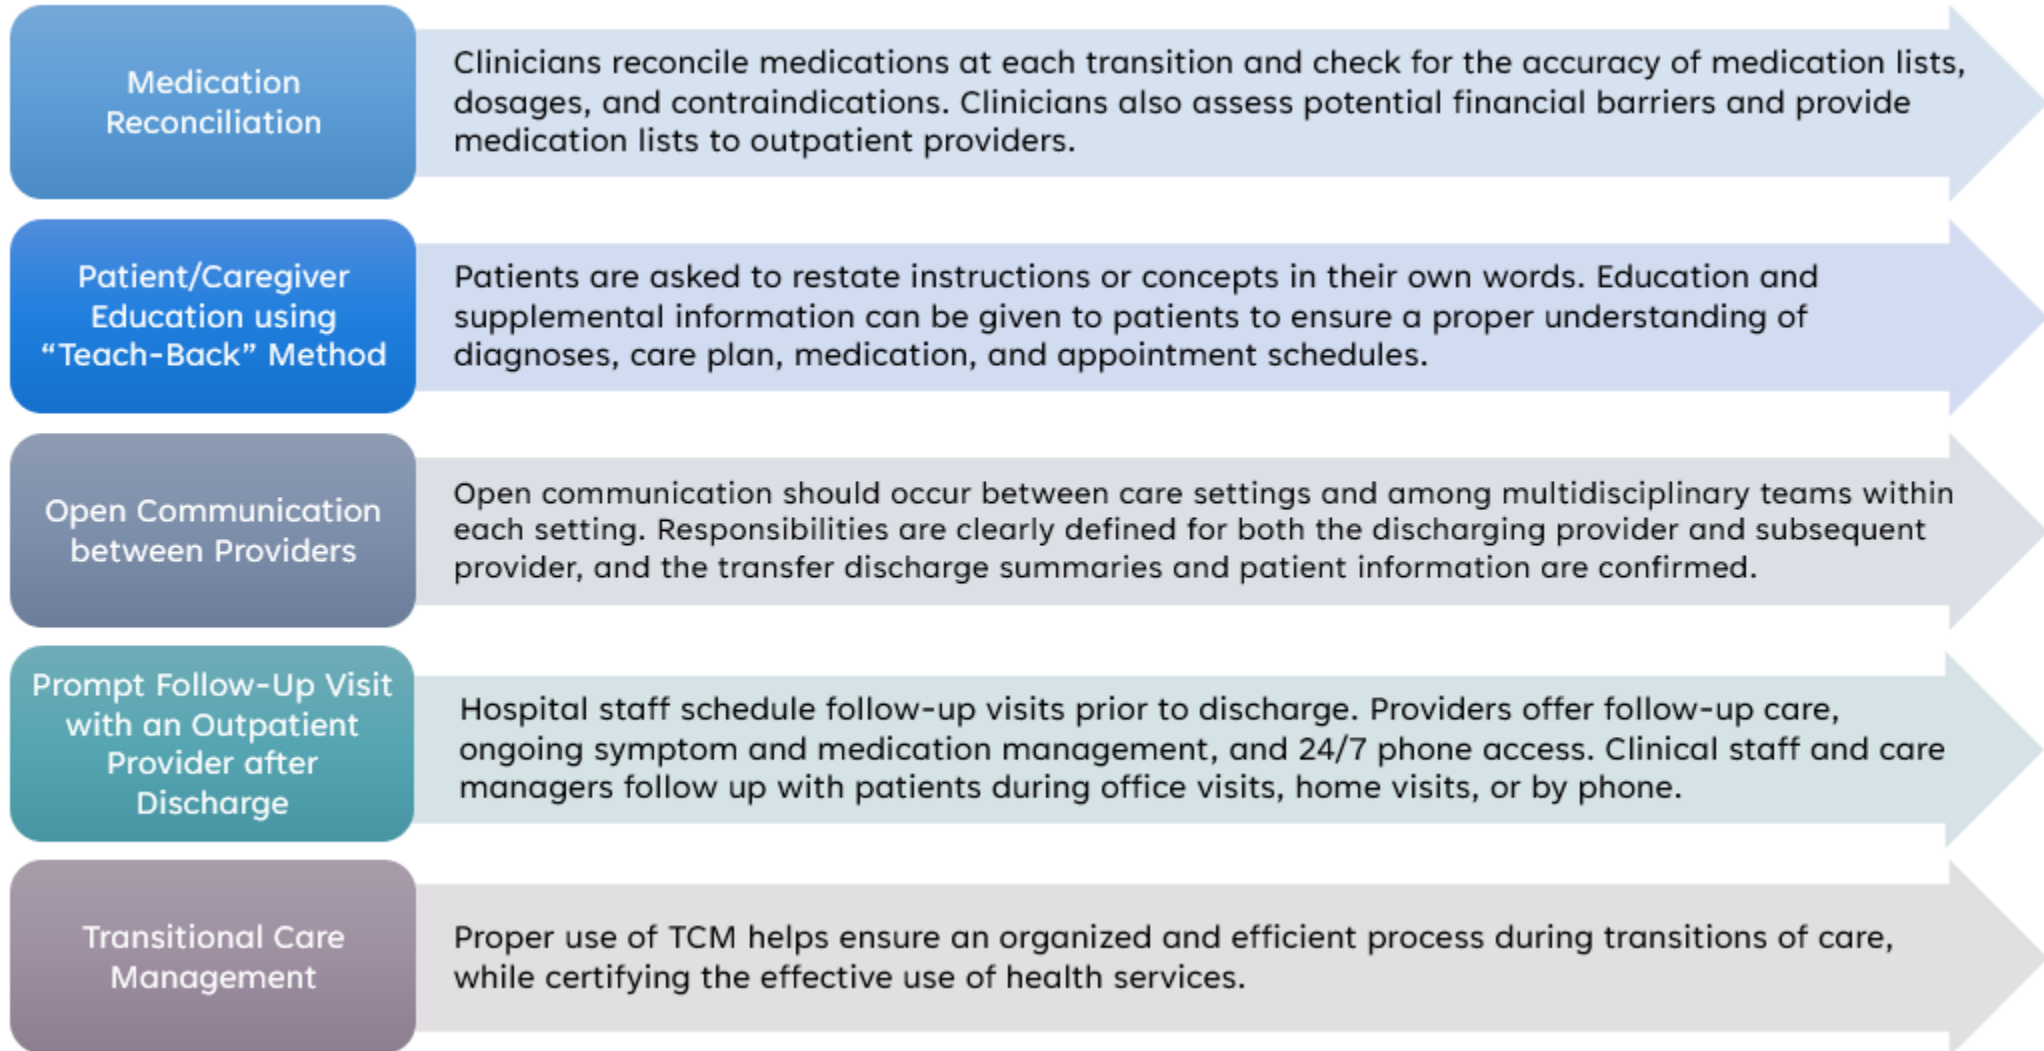 Medication
Reconciliation
Clinicians reconcile medications at each transition and check for the accuracy of medication lists,
dosages, and contraindications. Clinicians also assess potential financial barriers and provide
medication lists to outpatient providers.
Patient/Caregiver
Education using
“Teach-Back” Method
Patients are asked to restate instructions or concepts in their own words. Education and
supplemental information can be given to patients to ensure a proper understanding of
diagnoses, care plan, medication, and appointment schedules.
Open Communication
between Providers
Open communication should occur between care settings and among multidisciplinary teams within
each setting. Responsibilities are clearly defined for both the discharging provider and subsequent
provider, and the transfer discharge summaries and patient information are confirmed.
Prompt Follow-Up Visit
with an Outpatient
Provider after
Discharge
Hospital staff schedule follow-up visits prior to discharge. Providers offer follow-up care,
ongoing symptom and medication management, and 24/7 phone access. Clinical staff and care
managers follow up with patients during office visits, home visits, or by phone.
Transitional Care
Management
Proper use of TCM helps ensure an organized and efficient process during transitions of care,
while certifying the effective use of health services.